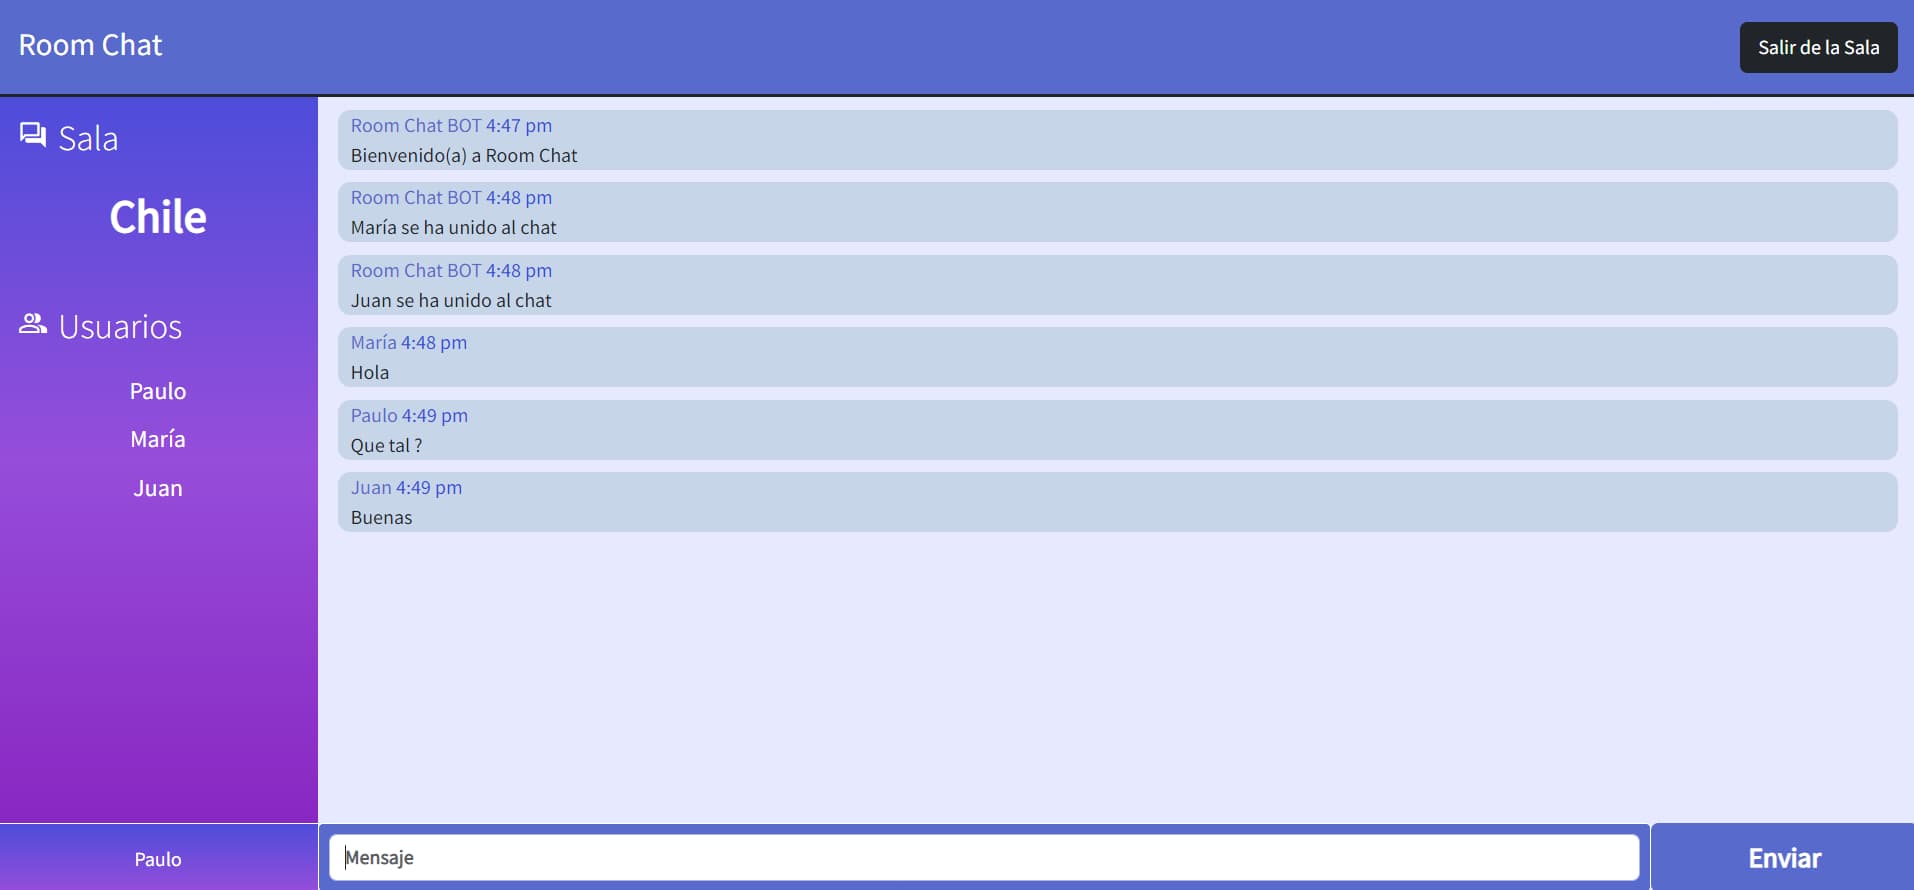 Room Chat
Salir de la Sala
Sala
Chile
Usuarios
Paulo
María
Juan
Room Chat BOT 4:47 pm
Bienvenido(a) a Room Chat
Room Chat BOT 4:48 pm
María se ha unido al chat
Room Chat BOT 4:48 pm
Juan se ha unido al chat
María 4:48 pm
Hola
Paulo 4:49 pm
Que tal ?
Juan 4:49 pm
Buenas
Paulo
Mensaje
Enviar